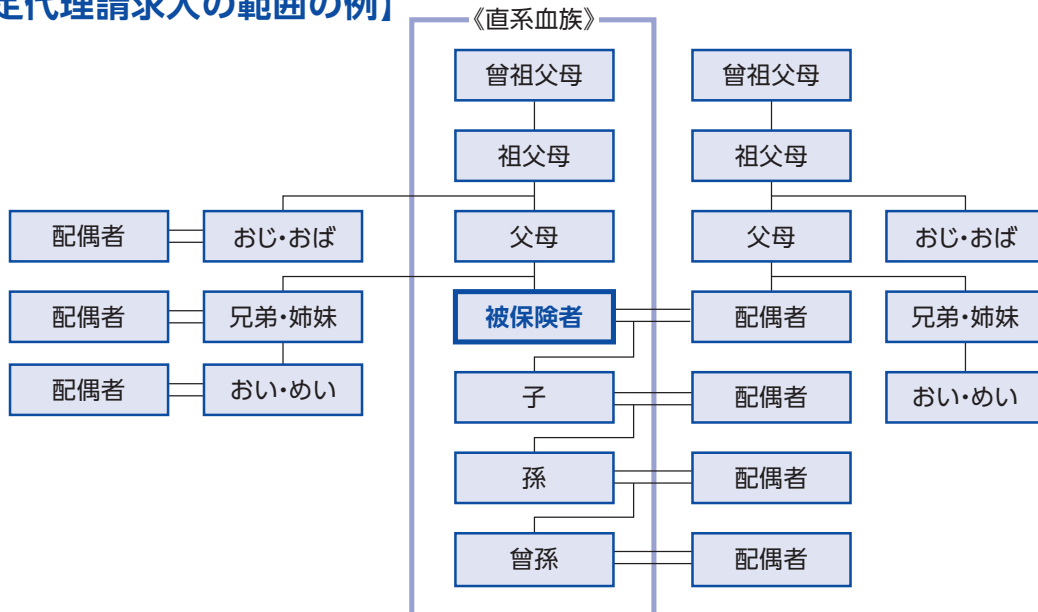 定代理請求人の範囲の例】
《直系血族》
曾祖父母 曾祖父母
祖父母 祖父母
配偶者 おじ・おば 父母 父母 おじ・おば
配偶者 兄弟・姉妹 被保険者 配偶者 兄弟・姉妹
配偶者 おい・めい 子 配偶者 おい・めい
孫 配偶者
曾孫 配偶者